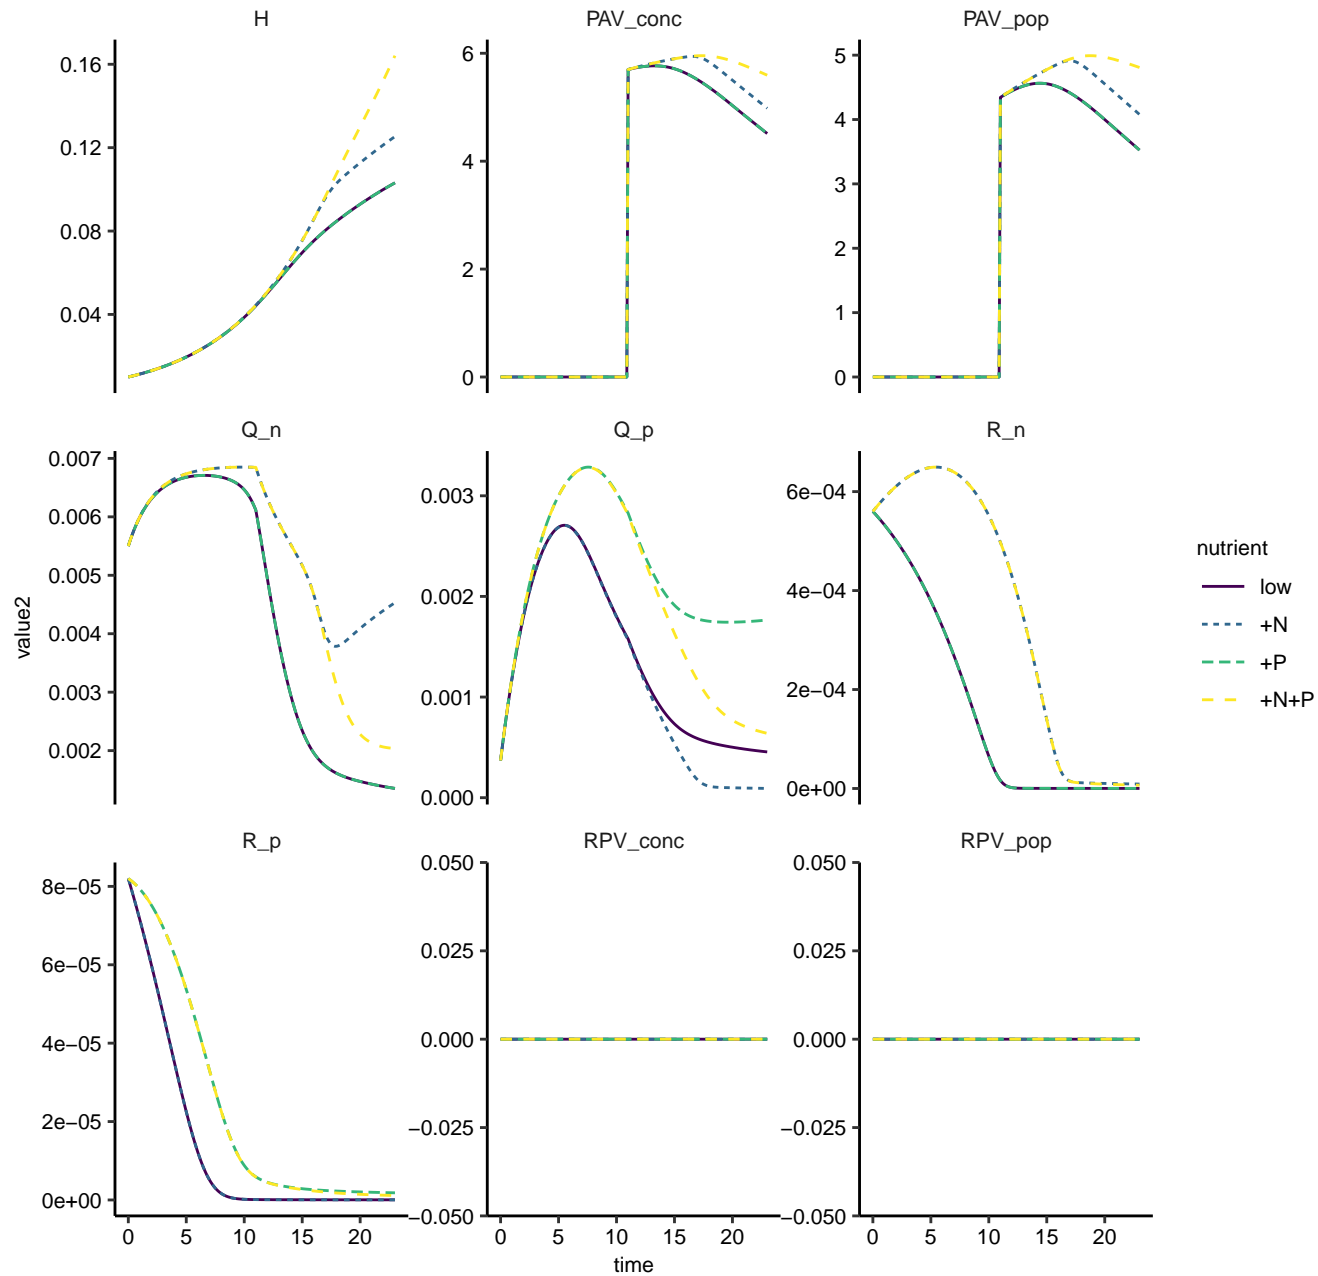 H
PAV_conc
PAV_pop
0.16
0.12
0.08
0.04
6
4
2
0
5
4
3
2
1
0
Q_n
Q_p
R_n
0.007
0.006
0.005
0.004
0.003
0.002
0.003
0.002
0.001
0.000
6e−04
4e−04
2e−04
0e+00
R_p
RPV_conc
RPV_pop
8e−05
6e−05
4e−05
2e−05
0e+00
0.050
0.025
0.000
−0.025
−0.050
0.050
0.025
0.000
−0.025
−0.050
0 5 10 15 20
0 5 10 15 20
0 5 10 15 20
time
value2
nutrient
low
+N
+P
+N+P